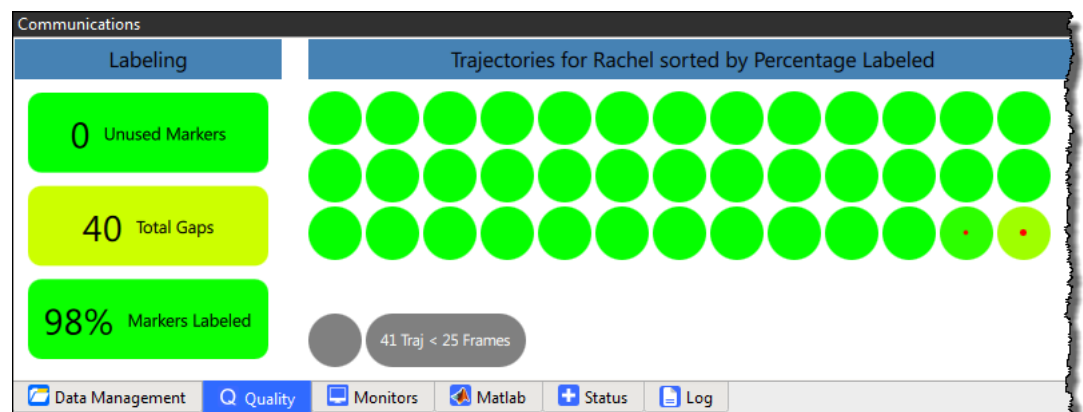 Communications
Labeling
Trajectories for Rachel sorted by Percentage Labeled
0 Unused Markers
40 Total Gaps
98% Markers Labeled
41 Traj < 25 Frames
Data Management Q Quality Monitors Matlab Status Log